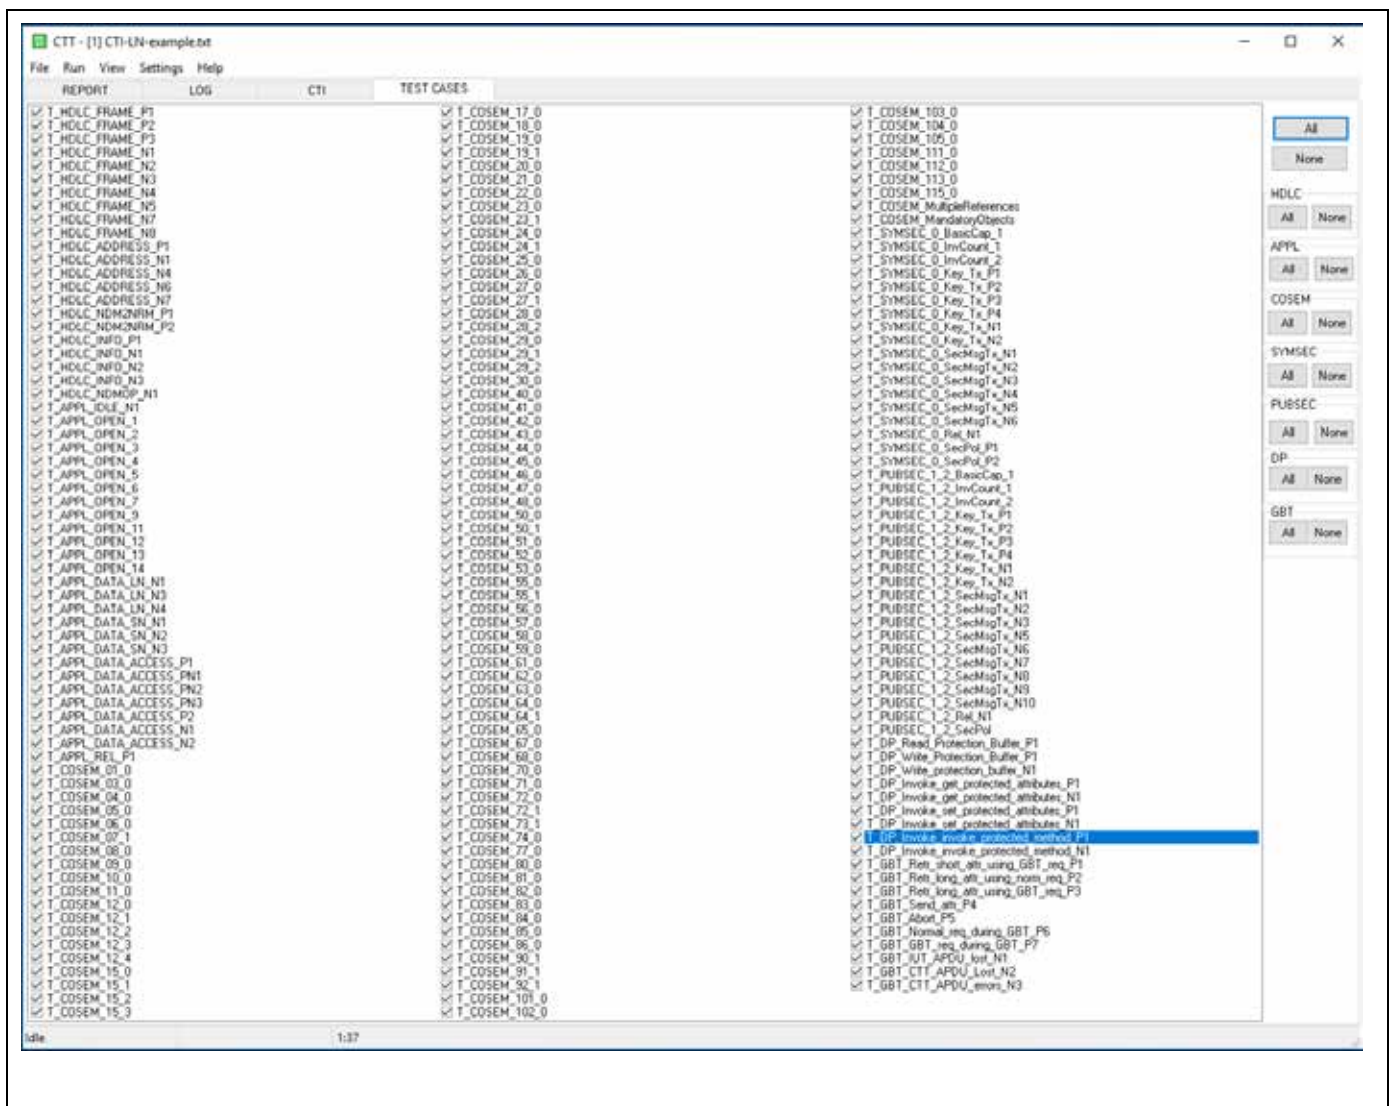 CTT - [1] CTI-LN-example.txt
File Run View Settings Help
REPORT LOG CTI TEST CASES
T_HDLC_FRAME_P1
T_HDLC_FRAME_P2
T_HDLC_FRAME_P3
T_HDLC_FRAME_N1
T_HDLC_FRAME_N2
T_HDLC_FRAME_N3
T_HDLC_FRAME_N4
T_HDLC_FRAME_N5
T_HDLC_FRAME_N7
T_HDLC_FRAME_N8
T_HDLC_ADDRESS_P1
T_HDLC_ADDRESS_N1
T_HDLC_ADDRESS_N4
T_HDLC_ADDRESS_N6
T_HDLC_ADDRESS_N7
T_HDLC_NDM2NRM_P1
T_HDLC_NDM2NRM_P2
T_HDLC_INFO_P1
T_HDLC_INFO_N1
T_HDLC_INFO_N2
T_HDLC_INFO_N3
T_HDLC_NDMOP_N1
T_APPL_IDLE_N1
T_APPL_OPEN_1
T_APPL_OPEN_2
T_APPL_OPEN_3
T_APPL_OPEN_4
T_APPL_OPEN_5
T_APPL_OPEN_6
T_APPL_OPEN_7
T_APPL_OPEN_9
T_APPL_OPEN_11
T_APPL_OPEN_12
T_APPL_OPEN_13
T_APPL_OPEN_14
T_APPL_DATA_LN_N1
T_APPL_DATA_LN_N3
T_APPL_DATA_LN_N4
T_APPL_DATA_SN_N1
T_APPL_DATA_SN_N2
T_APPL_DATA_SN_N3
T_APPL_DATA_ACCESS_P1
T_APPL_DATA_ACCESS_PN1
T_APPL_DATA_ACCESS_PN2
T_APPL_DATA_ACCESS_PN3
T_APPL_DATA_ACCESS_P2
T_APPL_DATA_ACCESS_N1
T_APPL_DATA_ACCESS_N2
T_APPL_REL_P1
T_COSEM_01_0
T_COSEM_03_0
T_COSEM_04_0
T_COSEM_05_0
T_COSEM_06_0
T_COSEM_07_1
T_COSEM_08_0
T_COSEM_09_0
T_COSEM_10_0
T_COSEM_11_0
T_COSEM_12_0
T_COSEM_12_1
T_COSEM_12_2
T_COSEM_12_3
T_COSEM_12_4
T_COSEM_15_0
T_COSEM_15_1
T_COSEM_15_2
T_COSEM_15_3
T_COSEM_17_0
T_COSEM_18_0
T_COSEM_19_0
T_COSEM_19_1
T_COSEM_20_0
T_COSEM_21_0
T_COSEM_22_0
T_COSEM_23_0
T_COSEM_23_1
T_COSEM_24_0
T_COSEM_24_1
T_COSEM_25_0
T_COSEM_26_0
T_COSEM_27_0
T_COSEM_27_1
T_COSEM_28_0
T_COSEM_28_2
T_COSEM_29_0
T_COSEM_29_1
T_COSEM_29_2
T_COSEM_30_0
T_COSEM_40_0
T_COSEM_41_0
T_COSEM_42_0
T_COSEM_43_0
T_COSEM_44_0
T_COSEM_45_0
T_COSEM_46_0
T_COSEM_47_0
T_COSEM_48_0
T_COSEM_50_0
T_COSEM_50_1
T_COSEM_51_0
T_COSEM_52_0
T_COSEM_53_0
T_COSEM_55_0
T_COSEM_55_1
T_COSEM_56_0
T_COSEM_57_0
T_COSEM_58_0
T_COSEM_59_0
T_COSEM_61_0
T_COSEM_62_0
T_COSEM_63_0
T_COSEM_64_0
T_COSEM_64_1
T_COSEM_65_0
T_COSEM_67_0
T_COSEM_68_0
T_COSEM_70_0
T_COSEM_71_0
T_COSEM_72_0
T_COSEM_72_1
T_COSEM_73_1
T_COSEM_74_0
T_COSEM_77_0
T_COSEM_80_0
T_COSEM_81_0
T_COSEM_82_0
T_COSEM_83_0
T_COSEM_84_0
T_COSEM_85_0
T_COSEM_86_0
T_COSEM_90_1
T_COSEM_91_1
T_COSEM_92_1
T_COSEM_101_0
T_COSEM_102_0
T_COSEM_103_0
T_COSEM_104_0
T_COSEM_105_0
T_COSEM_111_0
T_COSEM_112_0
T_COSEM_113_0
T_COSEM_115_0
T_COSEM_MultipleReferences
T_COSEM_MandatoryObjects
T_SYMSEC_0_BasicCap_1
T_SYMSEC_0_InvCount_1
T_SYMSEC_0_InvCount_2
T_SYMSEC_0_Key_Tx_P1
T_SYMSEC_0_Key_Tx_P2
T_SYMSEC_0_Key_Tx_P3
T_SYMSEC_0_Key_Tx_P4
T_SYMSEC_0_Key_Tx_N1
T_SYMSEC_0_Key_Tx_N2
T_SYMSEC_0_SecMsgTx_N1
T_SYMSEC_0_SecMsgTx_N2
T_SYMSEC_0_SecMsgTx_N3
T_SYMSEC_0_SecMsgTx_N4
T_SYMSEC_0_SecMsgTx_N5
T_SYMSEC_0_SecMsgTx_N6
T_SYMSEC_0_Rel_N1
T_SYMSEC_0_SecPol_P1
T_SYMSEC_0_SecPol_P2
T_PUBSEC_1_2_BasicCap_1
T_PUBSEC_1_2_InvCount_1
T_PUBSEC_1_2_InvCount_2
T_PUBSEC_1_2_Key_Tx_P1
T_PUBSEC_1_2_Key_Tx_P2
T_PUBSEC_1_2_Key_Tx_P3
T_PUBSEC_1_2_Key_Tx_P4
T_PUBSEC_1_2_Key_Tx_N1
T_PUBSEC_1_2_Key_Tx_N2
T_PUBSEC_1_2_SecMsgTx_N1
T_PUBSEC_1_2_SecMsgTx_N2
T_PUBSEC_1_2_SecMsgTx_N3
T_PUBSEC_1_2_SecMsgTx_N5
T_PUBSEC_1_2_SecMsgTx_N6
T_PUBSEC_1_2_SecMsgTx_N7
T_PUBSEC_1_2_SecMsgTx_N8
T_PUBSEC_1_2_SecMsgTx_N9
T_PUBSEC_1_2_SecMsgTx_N10
T_PUBSEC_1_2_Rel_N1
T_PUBSEC_1_2_SecPol
T_DP_Read_Protection_Buffer_P1
T_DP_Write_Protection_Buffer_P1
T_DP_Write_protection_buffer_N1
T_DP_Invoke_get_protected_attributes_P1
T_DP_Invoke_get_protected_attributes_N1
T_DP_Invoke_set_protected_attributes_P1
T_DP_Invoke_set_protected_attributes_N1
T_DP_Invoke_invoke_protected_method_P1
T_DP_Invoke_invoke_protected_method_N1
T_GBT_Retr_short_attr_using_GBT_req_P1
T_GBT_Retr_long_attr_using_norm_req_P2
T_GBT_Retr_long_attr_using_GBT_req_P3
T_GBT_Send_attr_P4
T_GBT_Abort_P5
T_GBT_Normal_req_during_GBT_P6
T_GBT_GBT_req_during_GBT_P7
T_GBT_IUT_APDU_lost_N1
T_GBT_CTT_APDU_Lost_N2
T_GBT_CTT_APDU_errors_N3
All
None
HDLC
All None
APPL
All None
COSEM
All None
SYMSEC
All None
PUBSEC
All None
DP
All None
GBT
All None
Idle 1:37